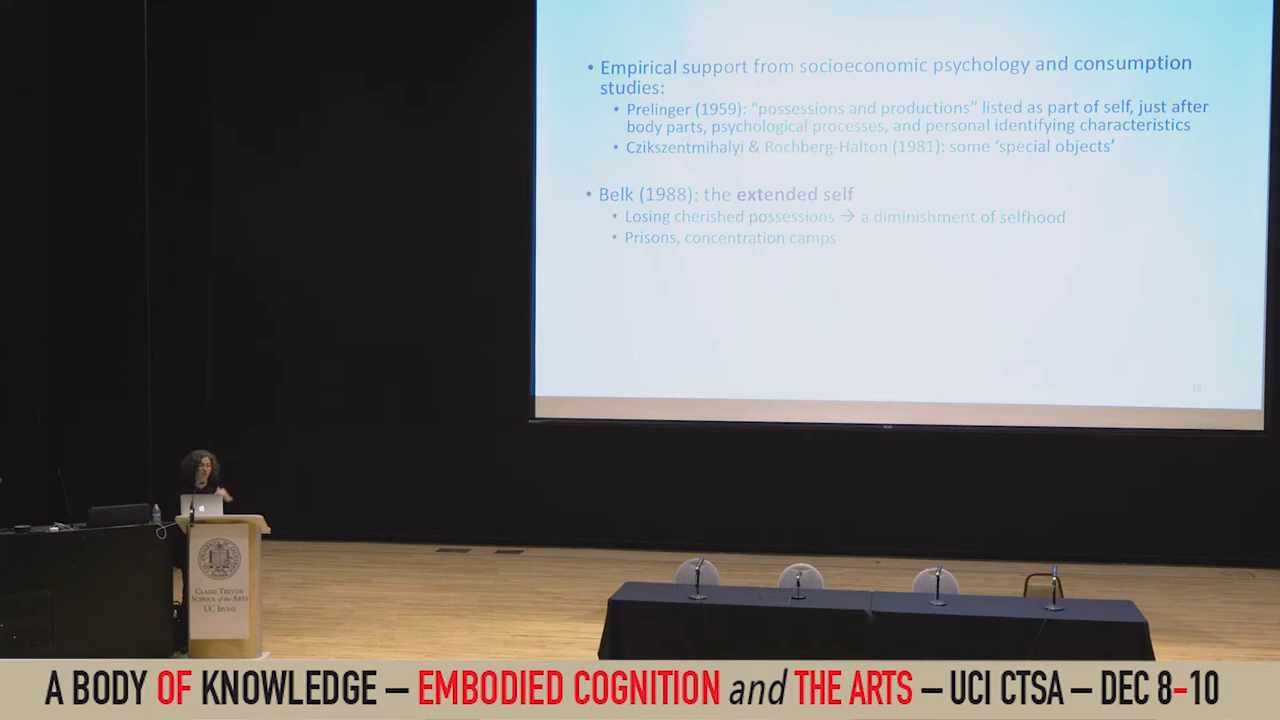 • Empirical support from socioeconomic psychology and consumption
studies:
• Prelinger (1959): “possessions and productions” listed as part of self, just after
body parts, psychological processes, and personal identifying characteristics
• Czikszentmihalyi & Rochberg-Halton (1981): some ‘special objects’
• Belk (1988): the extended self
• Losing cherished possessions → a diminishment of selfhood
• Prisons, concentration camps
CLAIRE TREVOR
SCHOOL of the ARTS
UC IRVINE
A BODY OF KNOWLEDGE – EMBODIED COGNITION and THE ARTS – UCI CTSA – DEC 8-10